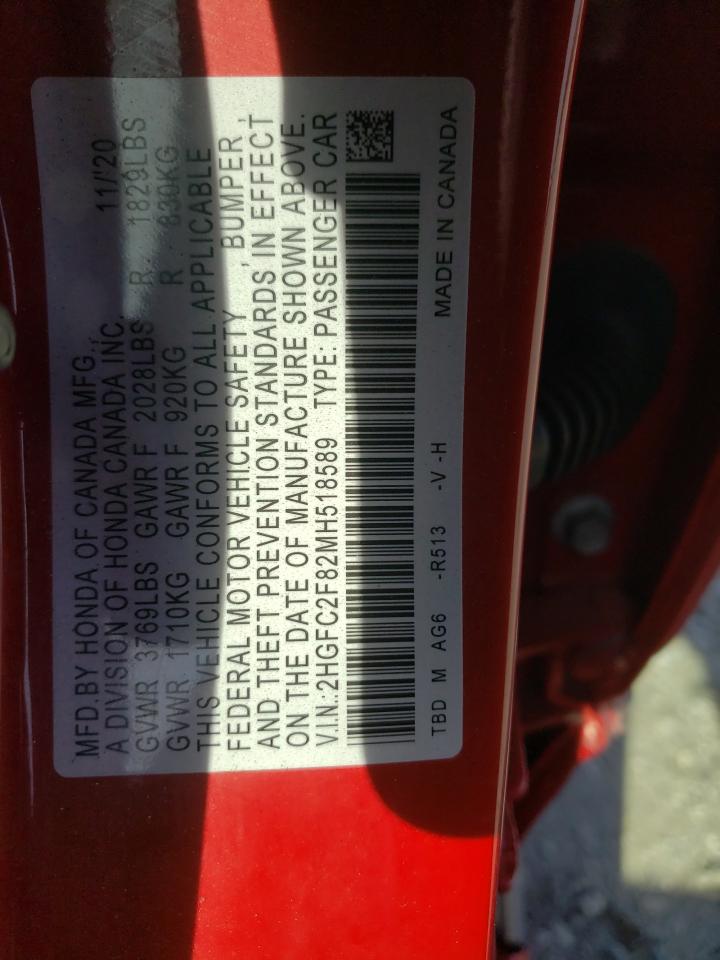 MFD.BY HONDA OF CANADA MFG., 11/'20
A DIVISION OF HONDA CANADA INC.
GVWR 3769LBS GAWR F 2028LBS R 1829LBS
GVWR 1710KG GAWR F 920KG R 830KG
THIS VEHICLE CONFORMS TO ALL APPLICABLE
FEDERAL MOTOR VEHICLE SAFETY , BUMPER ,
AND THEFT PREVENTION STANDARDS IN EFFECT
ON THE DATE OF MANUFACTURE SHOWN ABOVE.
V.I.N.:2HGFC2F82MH518589 TYPE:PASSENGER CAR
TBD M AG6 -R513 -V -H MADE IN CANADA